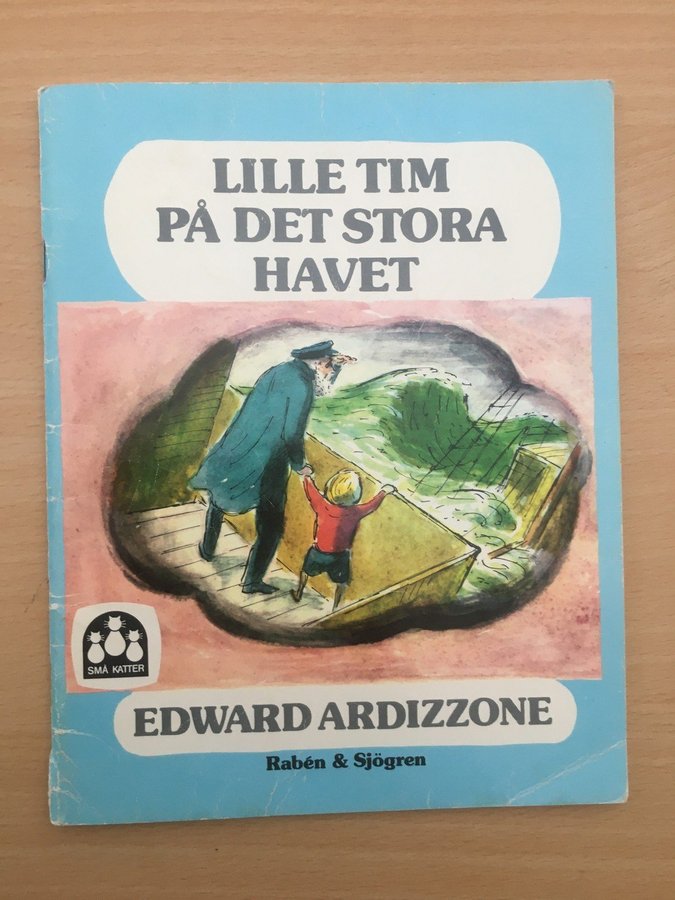 LILLE TIM
PÅ DET STORA
HAVET
SMÅ KATTER
EDWARD ARDIZZONE
Rabén & Sjögren